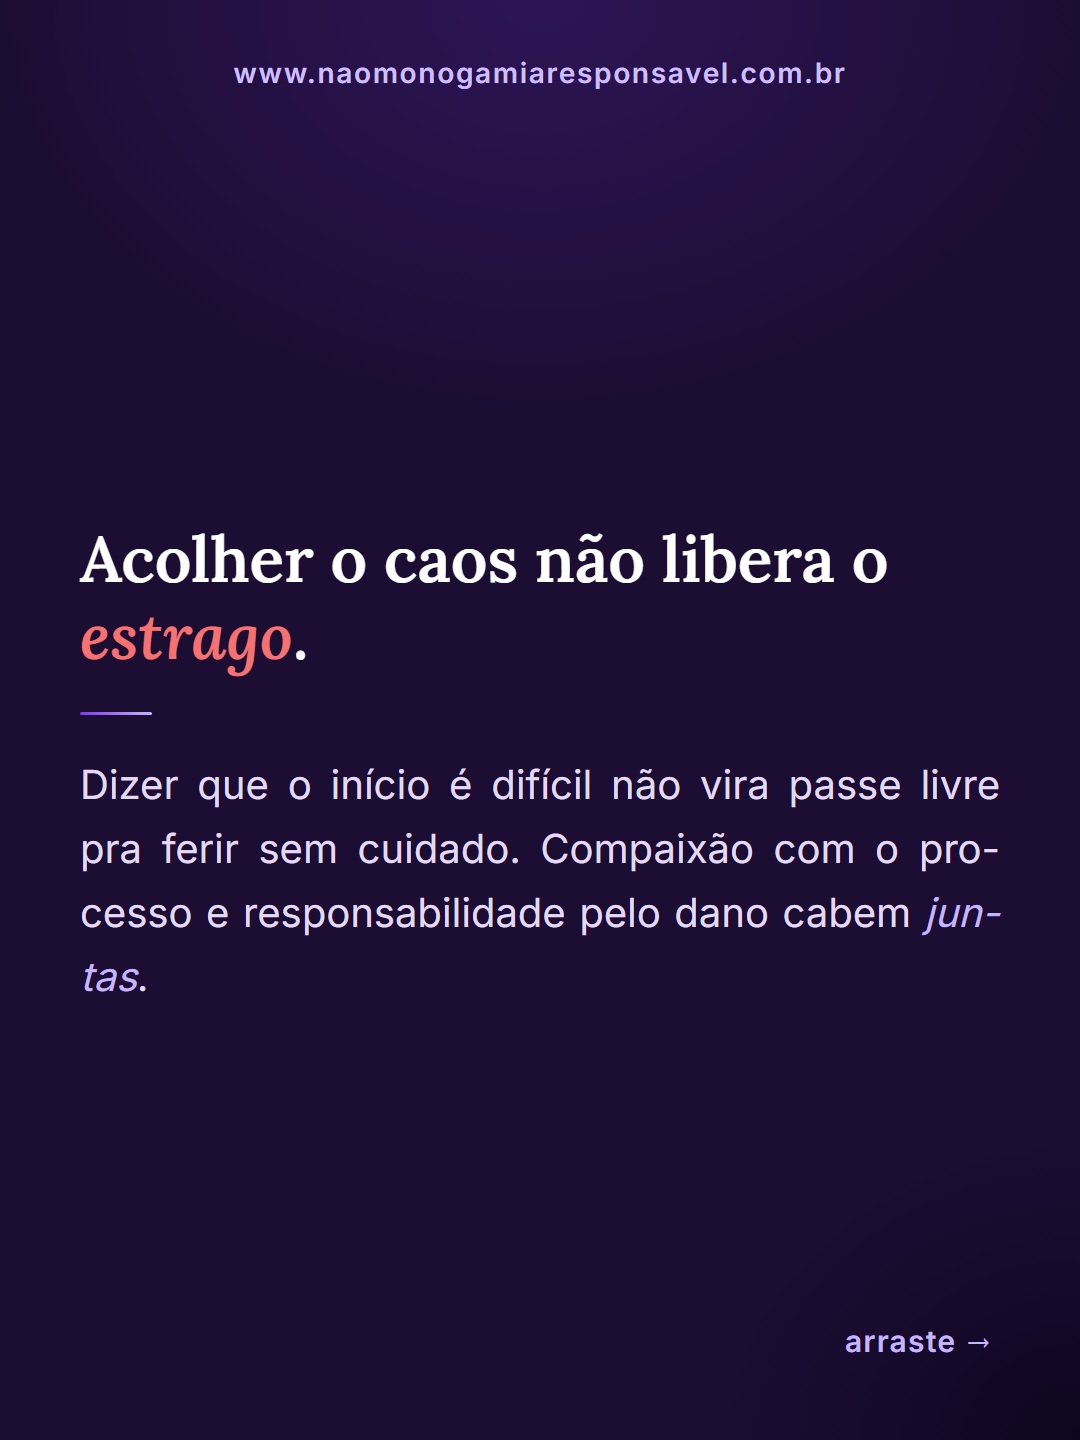 www.naomonogamiaresponsavel.com.br
Acolher o caos não libera o
estrago.
Dizer que o início é difícil não vira passe livre
pra ferir sem cuidado. Compaixão com o pro-
cesso e responsabilidade pelo dano cabem jun-
tas.
arraste →